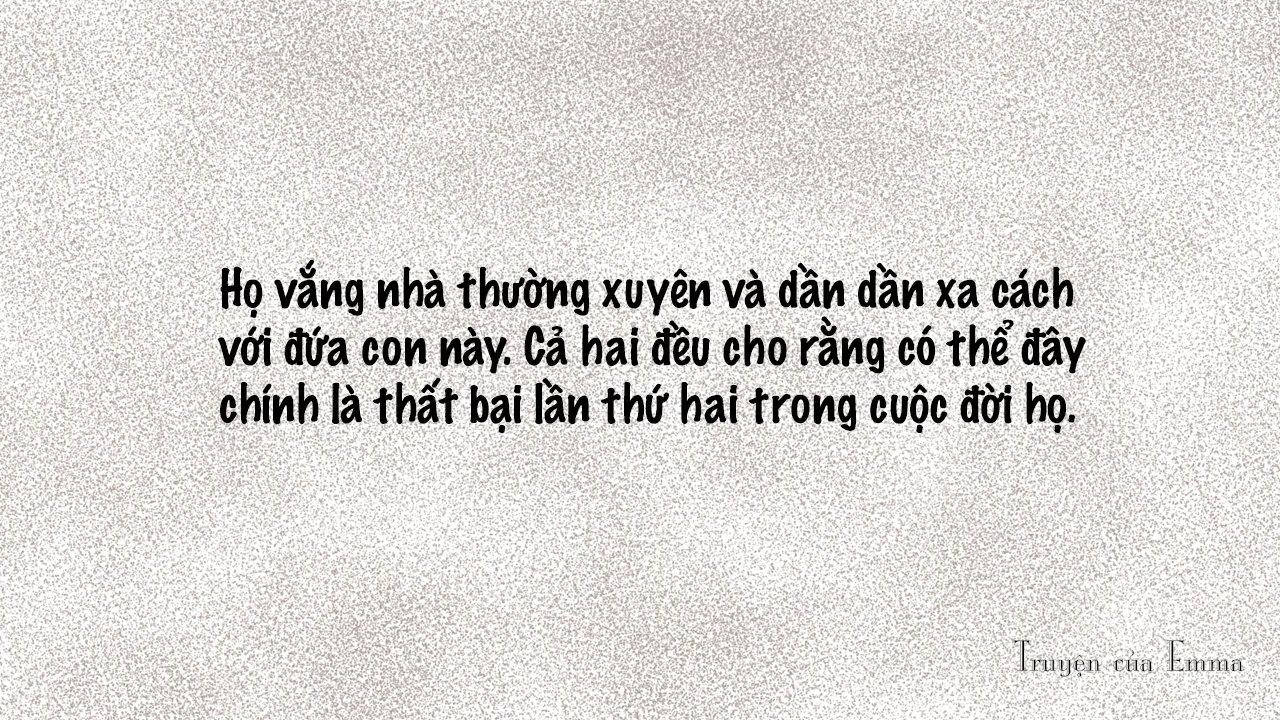 Họ vắng nhà thường xuyên và dần dần xa cách
với đứa con này. Cả hai đều cho rằng có thể đây
chính là thất bại lần thứ hai trong cuộc đời họ.
Truyện của Emma